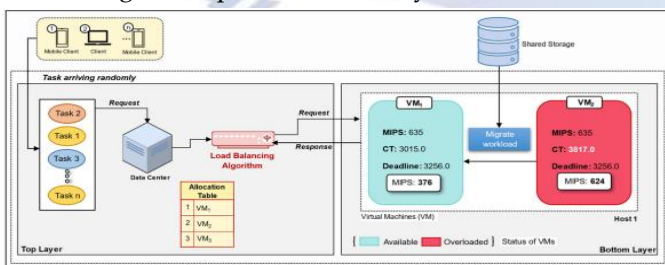 1
2
n
Mobile Client
Client
Mobile Client
Shared Storage
Task arriving randomly
Request
Task 2
Task 1
Task 3
Task n
Data Center
Load Balancing
Algorithm
Request
Response
Allocation
Table
1 VM1
2 VM2
3 VM3
Top Layer
VM1
MIPS: 635
CT: 3015.0
Deadline: 3256.0
MIPS: 376
Migrate
workload
VM2
MIPS: 635
CT: 3817.0
Deadline: 3256.0
MIPS: 624
Virtual Machines (VM)
Host 1
[ Available Overloaded } Status of VMs
Bottom Layer